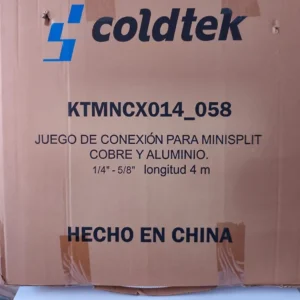 coldtek
KTMNCX014_058
JUEGO DE CONEXIÓN PARA MINISPLIT
COBRE Y ALUMINIO.
1/4" - 5/8" longitud 4 m
HECHO EN CHINA